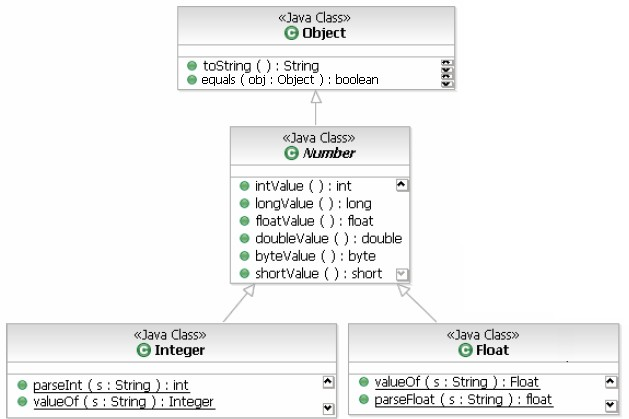 «Java Class»
Object
toString ( ) : String
equals ( obj : Object ) : boolean
«Java Class»
Number
intValue ( ) : int
longValue ( ) : long
floatValue ( ) : float
doubleValue ( ) : double
byteValue ( ) : byte
shortValue ( ) : short
«Java Class»
Integer
parseInt ( s : String ) : int
valueOf ( s : String ) : Integer
«Java Class»
Float
valueOf ( s : String ) : Float
parseFloat ( s : String ) : float